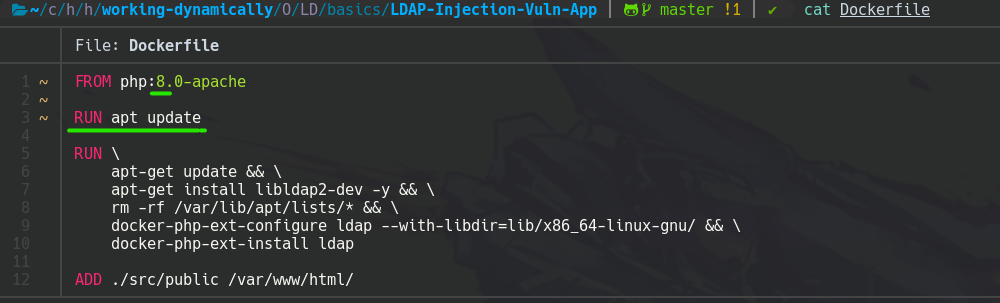 ~/c/h/h/working-dynamically/O/LD/basics/LDAP-Injection-Vuln-App | master !1 | ✔ cat Dockerfile
File: Dockerfile
1 ~ FROM php:8.0-apache
2 ~
3 ~ RUN apt update
4
5 RUN \
6 apt-get update && \
7 apt-get install libldap2-dev -y && \
8 rm -rf /var/lib/apt/lists/* && \
9 docker-php-ext-configure ldap --with-libdir=lib/x86_64-linux-gnu/ && \
10 docker-php-ext-install ldap
11
12 ADD ./src/public /var/www/html/